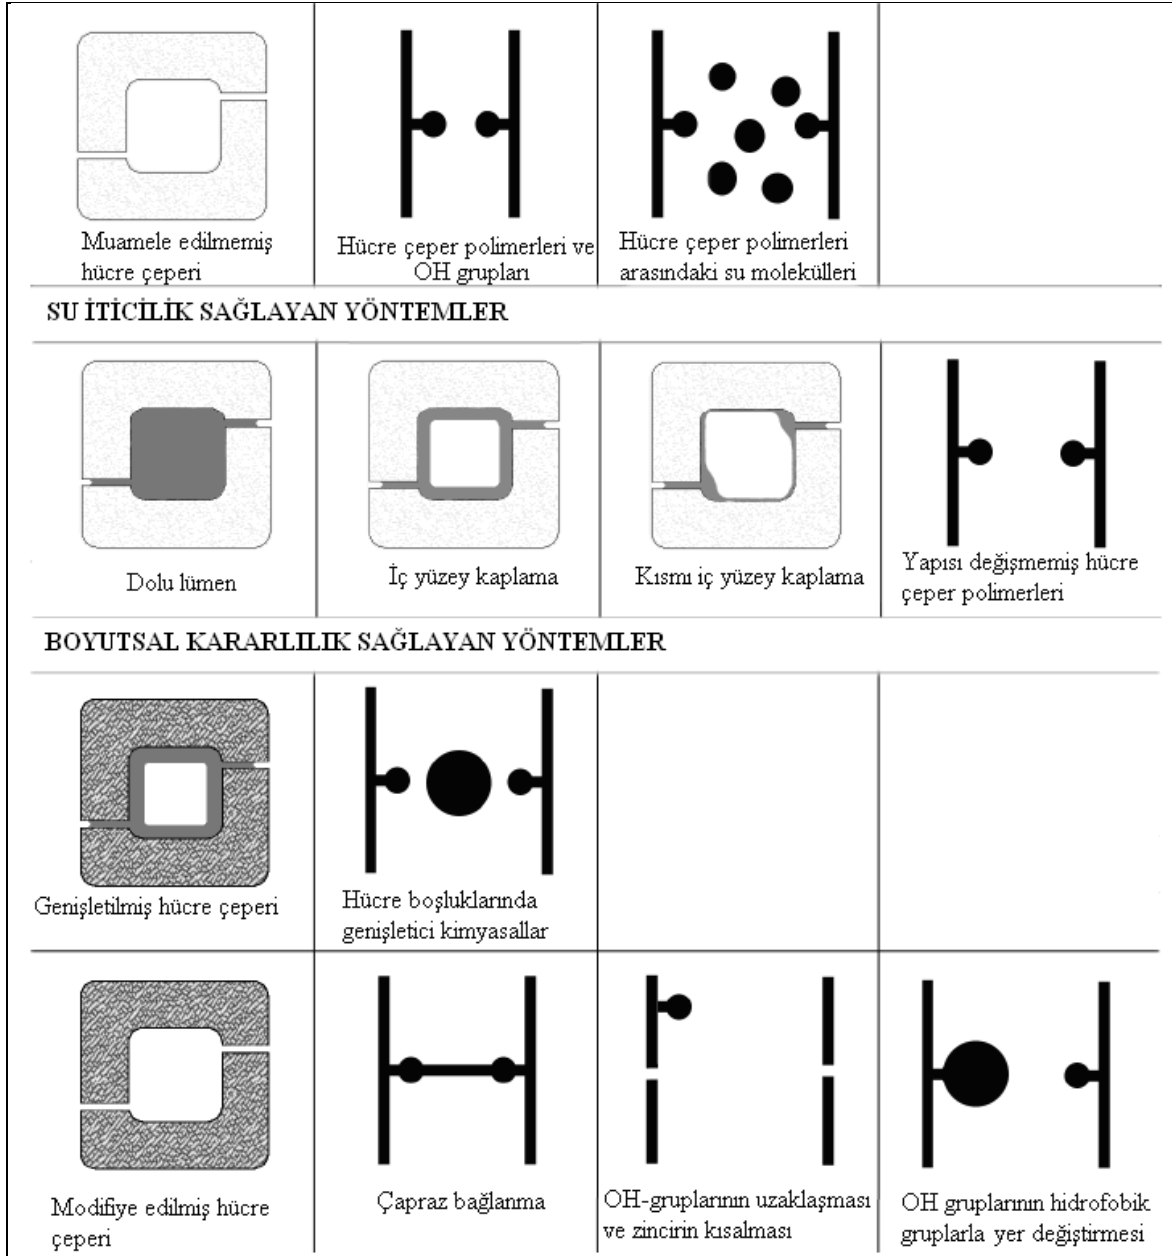 Muamele edilmemiş
hücre çeperi
Hücre çeper polimerleri ve
OH grupları
Hücre çeper polimerleri
arasındaki su molekülleri
SU İTİCİLİK SAĞLAYAN YÖNTEMLER
Dolu lümen
İç yüzey kaplama
Kısmı iç yüzey kaplama
Yapısı değişmemiş hücre
çeper polimerleri
BOYUTSAL KARARLILIK SAĞLAYAN YÖNTEMLER
Genişletilmiş hücre çeperi
Hücre boşluklarında
genişletici kimyasallar
Modifiye edilmiş hücre
çeperi
Çapraz bağlanma
OH-gruplarının uzaklaşması
ve zincirin kısalması
OH gruplarının hidrofobik
gruplarla yer değiştirmesi